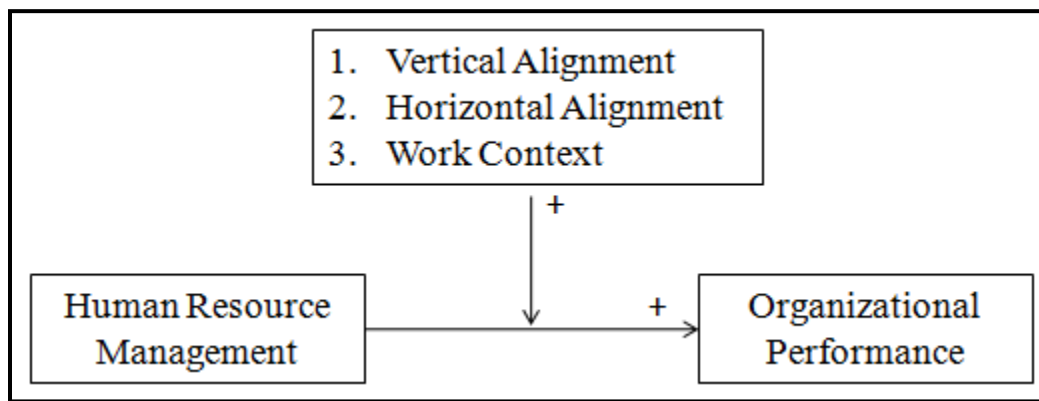 1. Vertical Alignment
2. Horizontal Alignment
3. Work Context
+
Human Resource
Management
+
Organizational
Performance